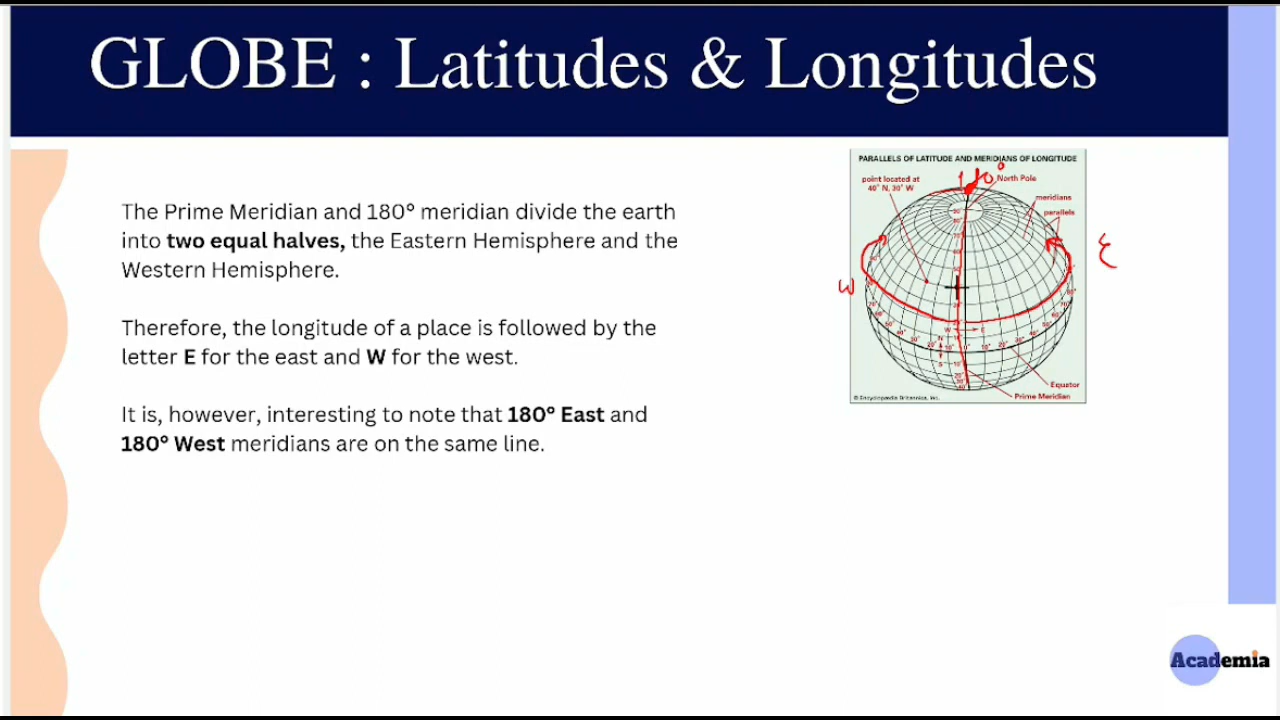 GLOBE : Latitudes & Longitudes
The Prime Meridian and 180° meridian divide the earth
into two equal halves, the Eastern Hemisphere and the
Western Hemisphere.
Therefore, the longitude of a place is followed by the
letter E for the east and W for the west.
It is, however, interesting to note that 180° East and
180° West meridians are on the same line.
PARALLELS OF LATITUDE AND MERIDIANS OF LONGITUDE
point located at
40° N, 30° W
North Pole
meridians
parallels
E
W
W E
N
S
Equator
Prime Meridian
© Encyclopædia Britannica, Inc.
Academia